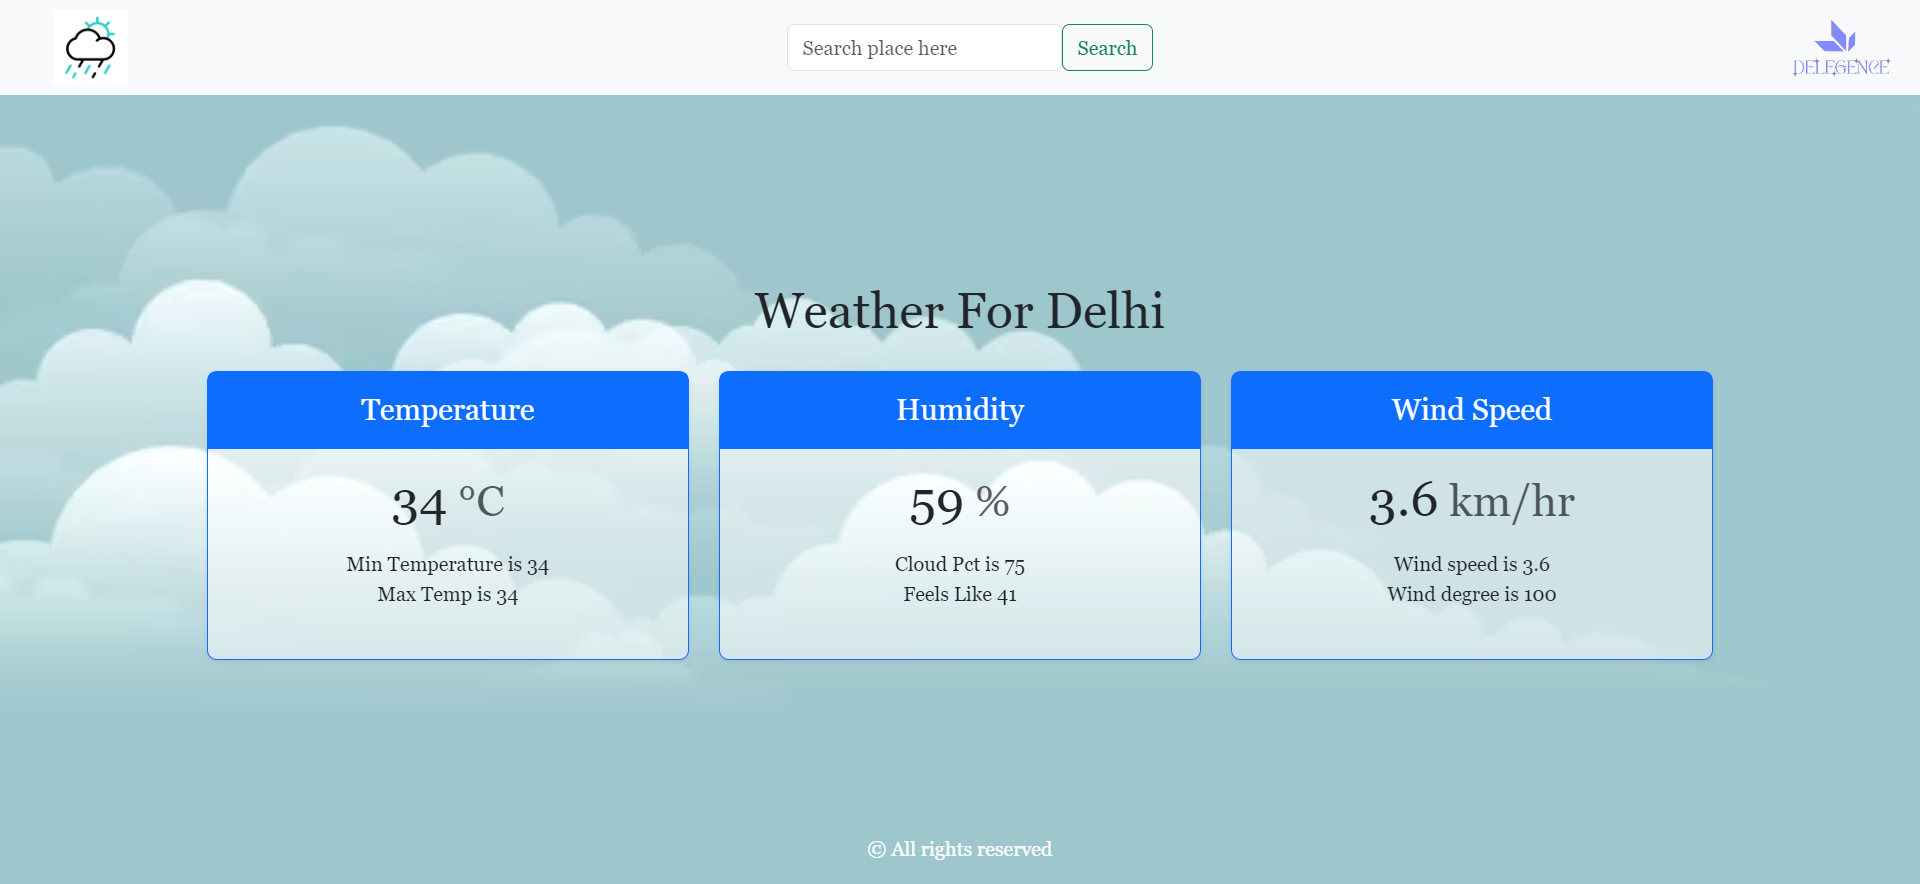 Search place here
Search
DELEGENCE
Weather For Delhi
Temperature
34 °C
Min Temperature is 34
Max Temp is 34
Humidity
59 %
Cloud Pct is 75
Feels Like 41
Wind Speed
3.6 km/hr
Wind speed is 3.6
Wind degree is 100
© All rights reserved